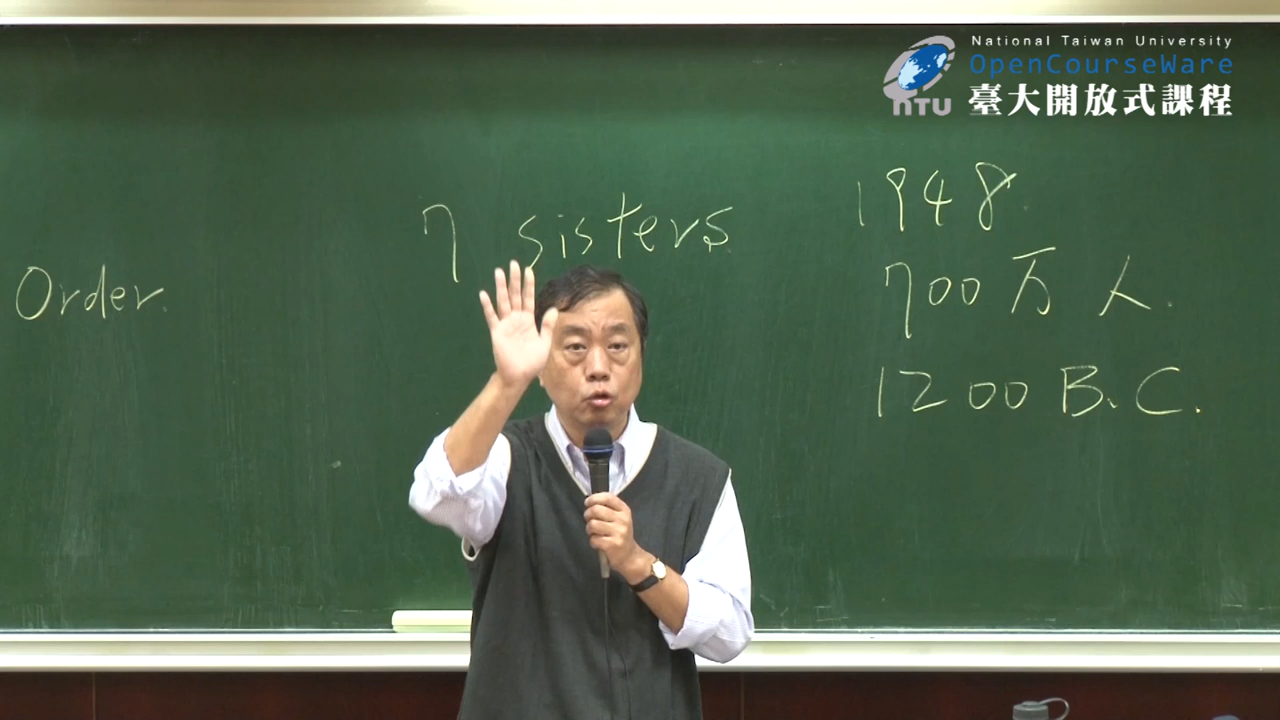 National Taiwan University
OpenCourseWare
NTU
臺大開放式課程
Order.
7 sisters
1948
700万人.
1200 B.C.